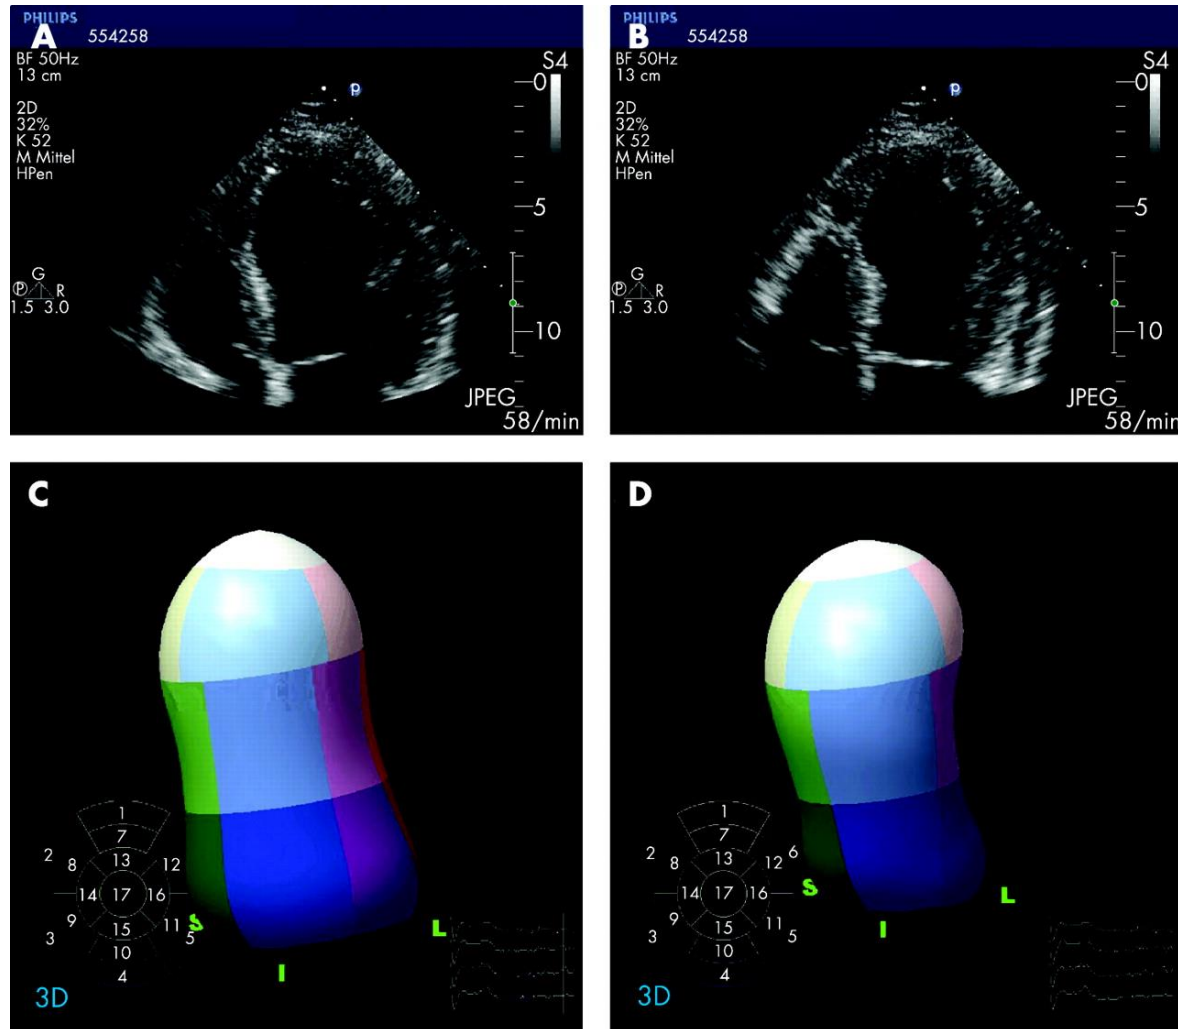 PHILIPS
A 554258
BF 50Hz
13 cm
2D
32%
K 52
M Mittel
HPen
S4
0
5
10
G
P R
1.5 3.0
P
JPEG
58/min
PHILIPS
B 554258
BF 50Hz
13 cm
2D
32%
K 52
M Mittel
HPen
S4
0
5
10
G
P R
1.5 3.0
P
JPEG
58/min
C
1
7
2 8 13 12
14 17 16
9 15 11
3 10 5
4
S
L
I
3D
D
1
7
2 8 13 12 6
14 17 16
9 15 11
3 10 5
4
S
L
I
3D